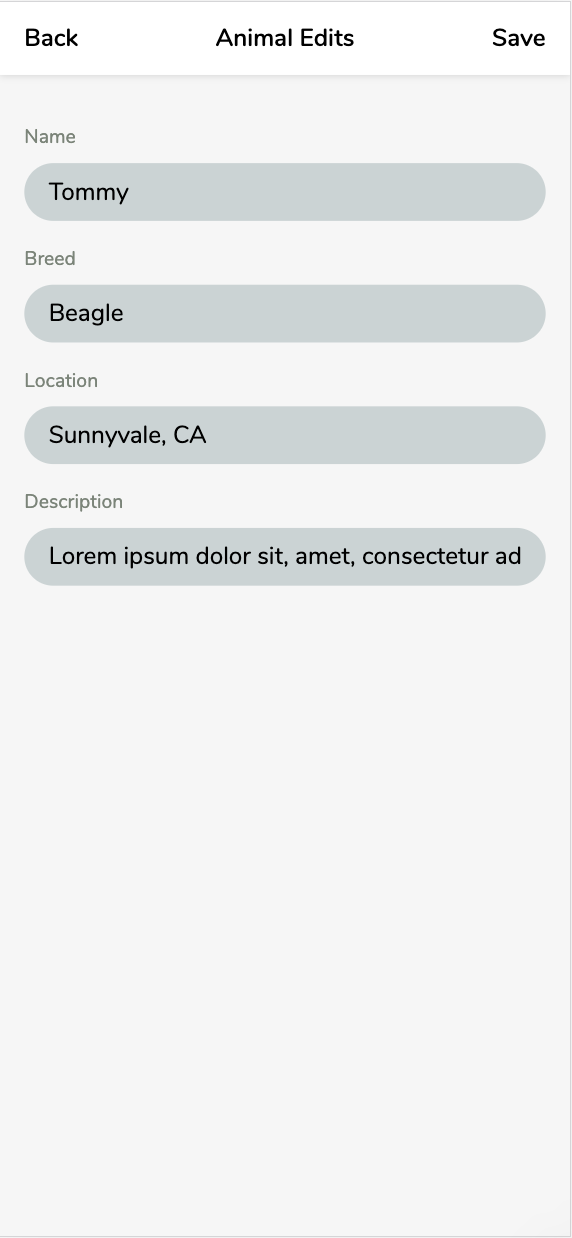 Back Animal Edits Save
Name
Tommy
Breed
Beagle
Location
Sunnyvale, CA
Description
Lorem ipsum dolor sit, amet, consectetur ad